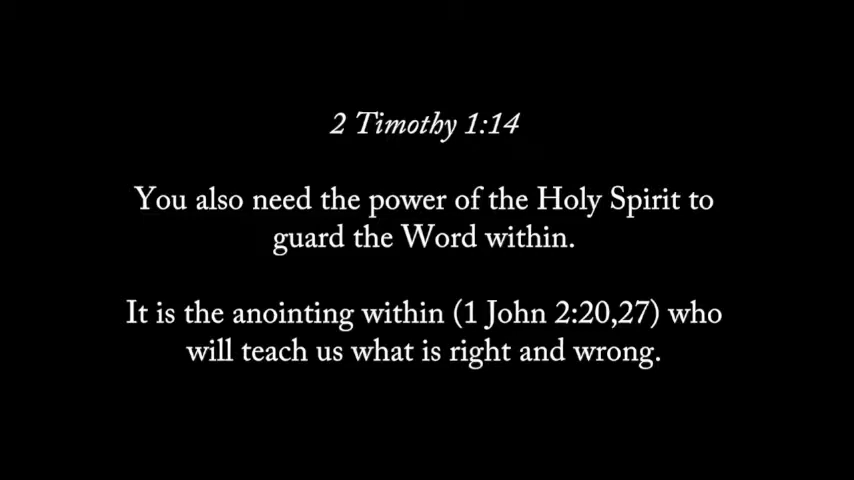 2 Timothy 1:14
You also need the power of the Holy Spirit to
guard the Word within.
It is the anointing within (1 John 2:20,27) who
will teach us what is right and wrong.